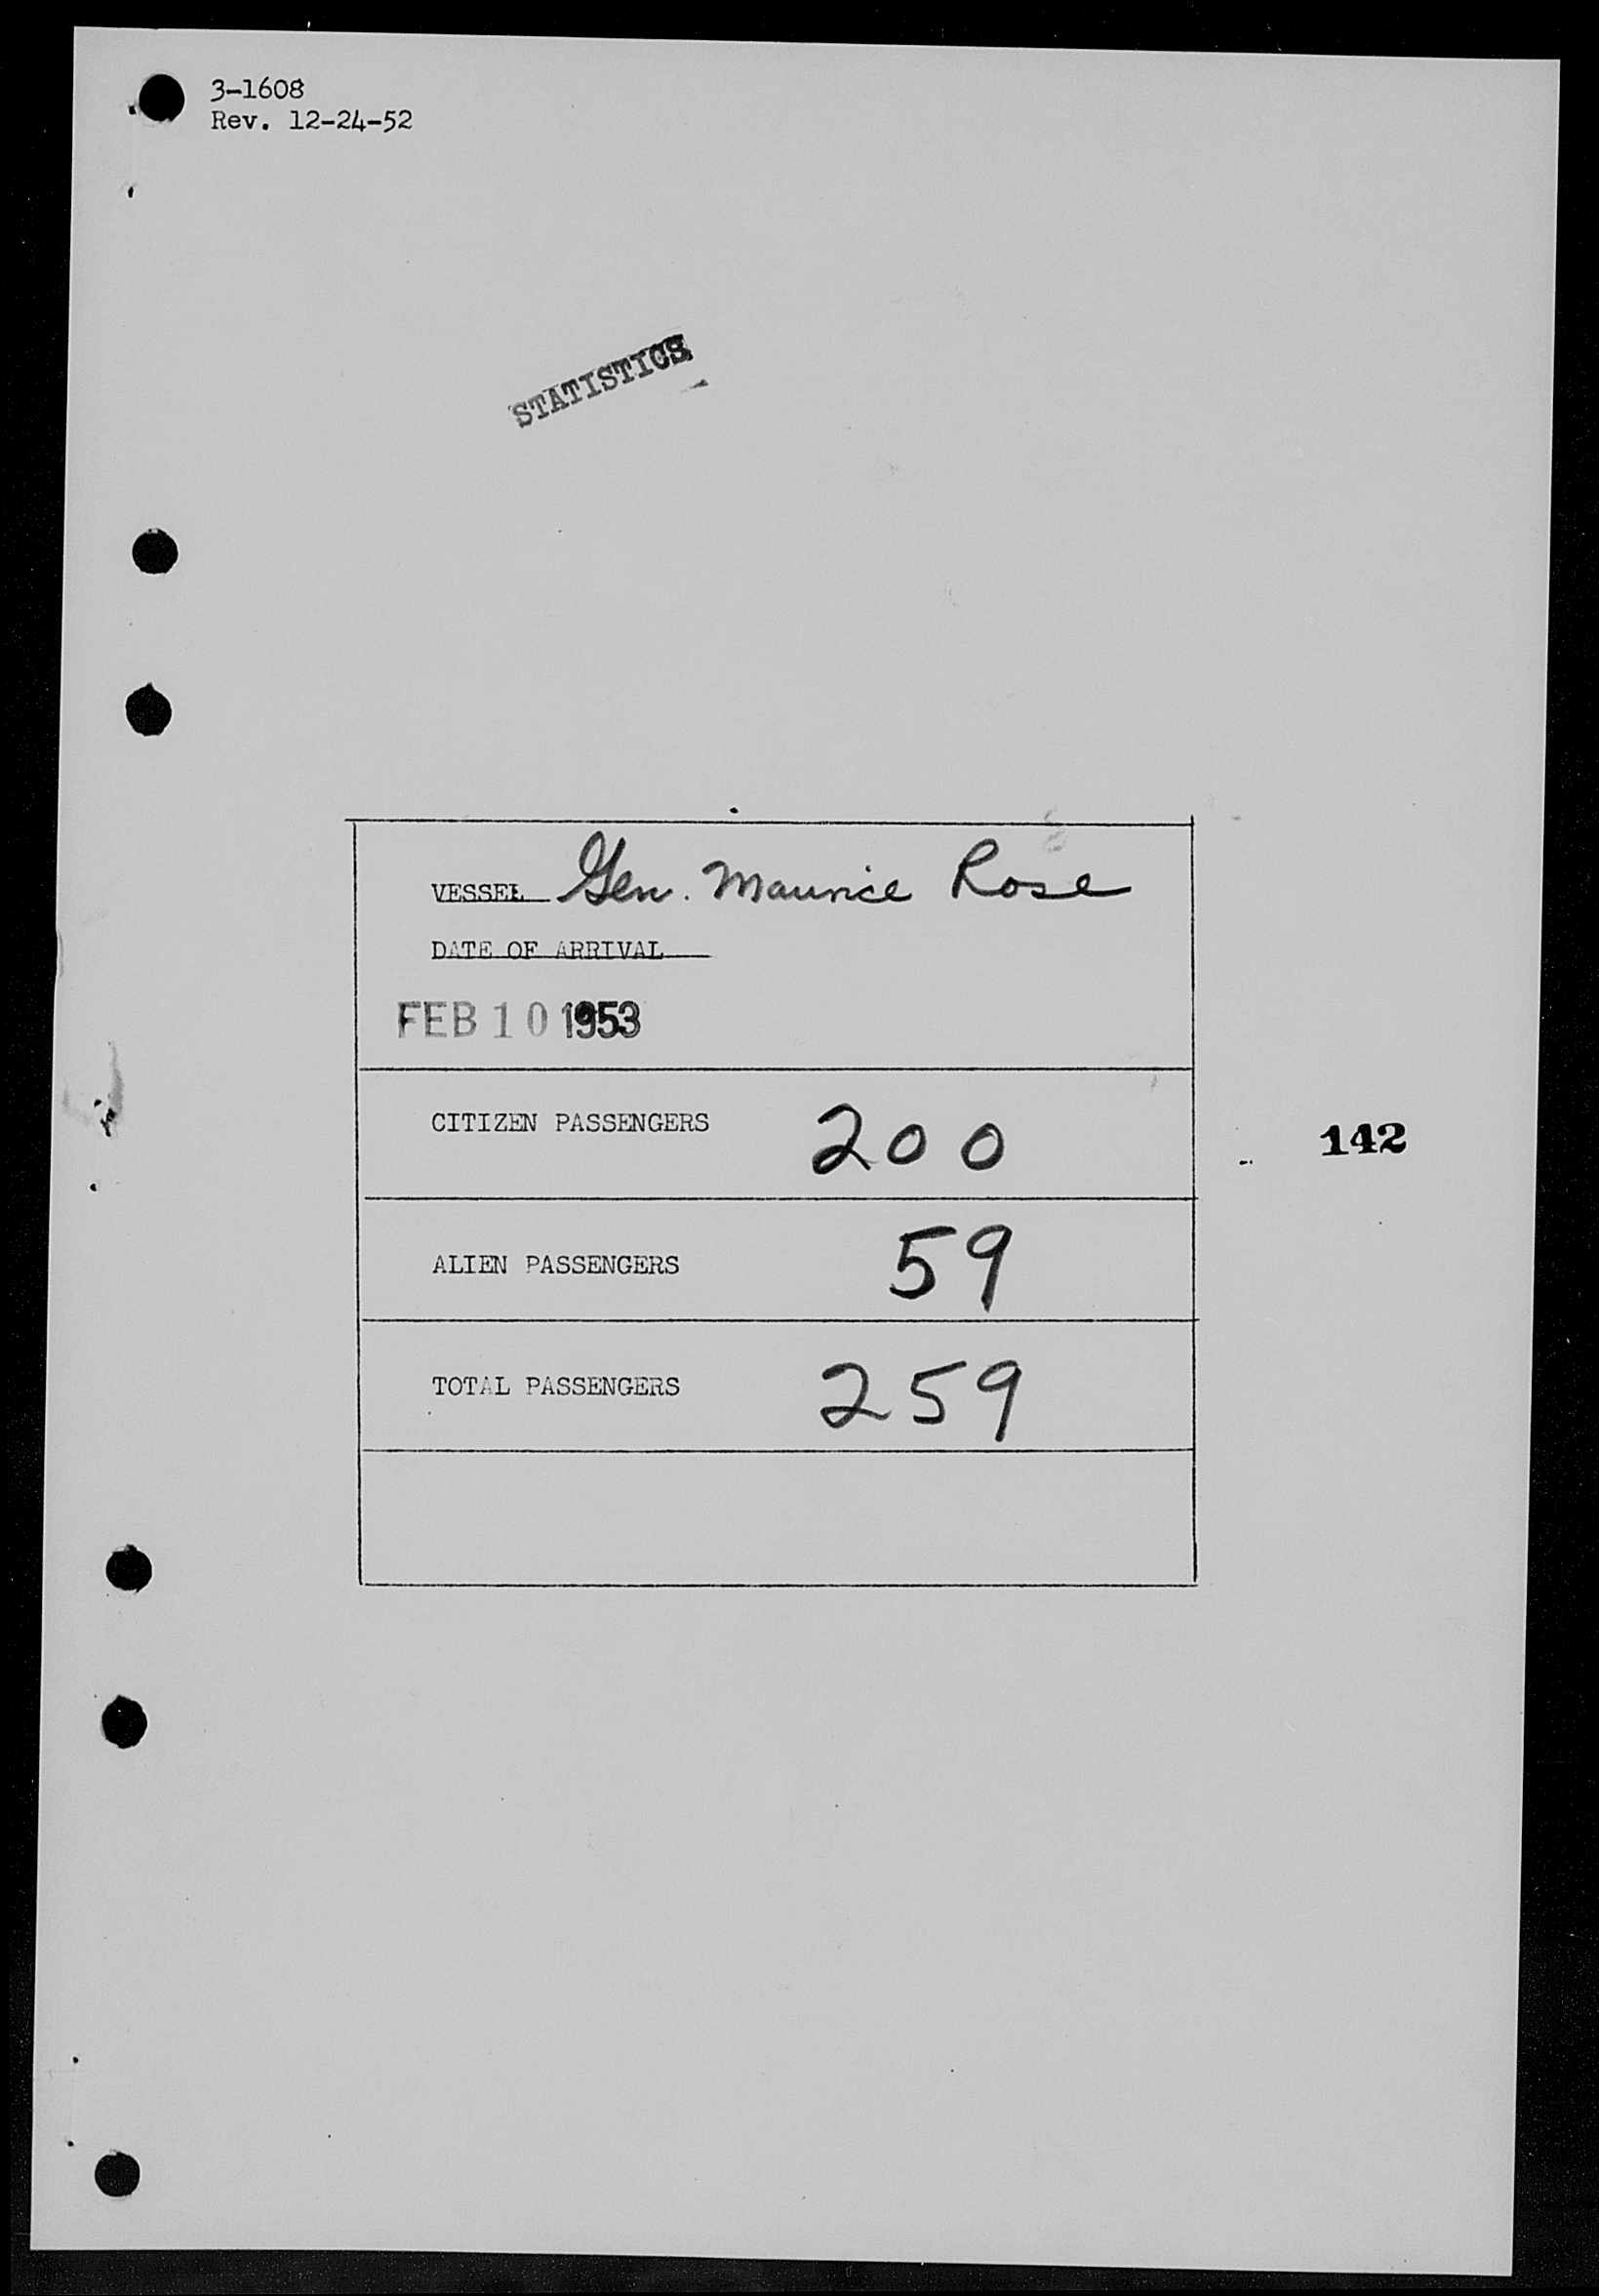 3-1608
Rev. 12-24-52
STATISTICS
VESSEL Gen. Maurice Rose
DATE OF ARRIVAL
FEB 10 1953
CITIZEN PASSENGERS 200
142
ALIEN PASSENGERS 59
TOTAL PASSENGERS 259